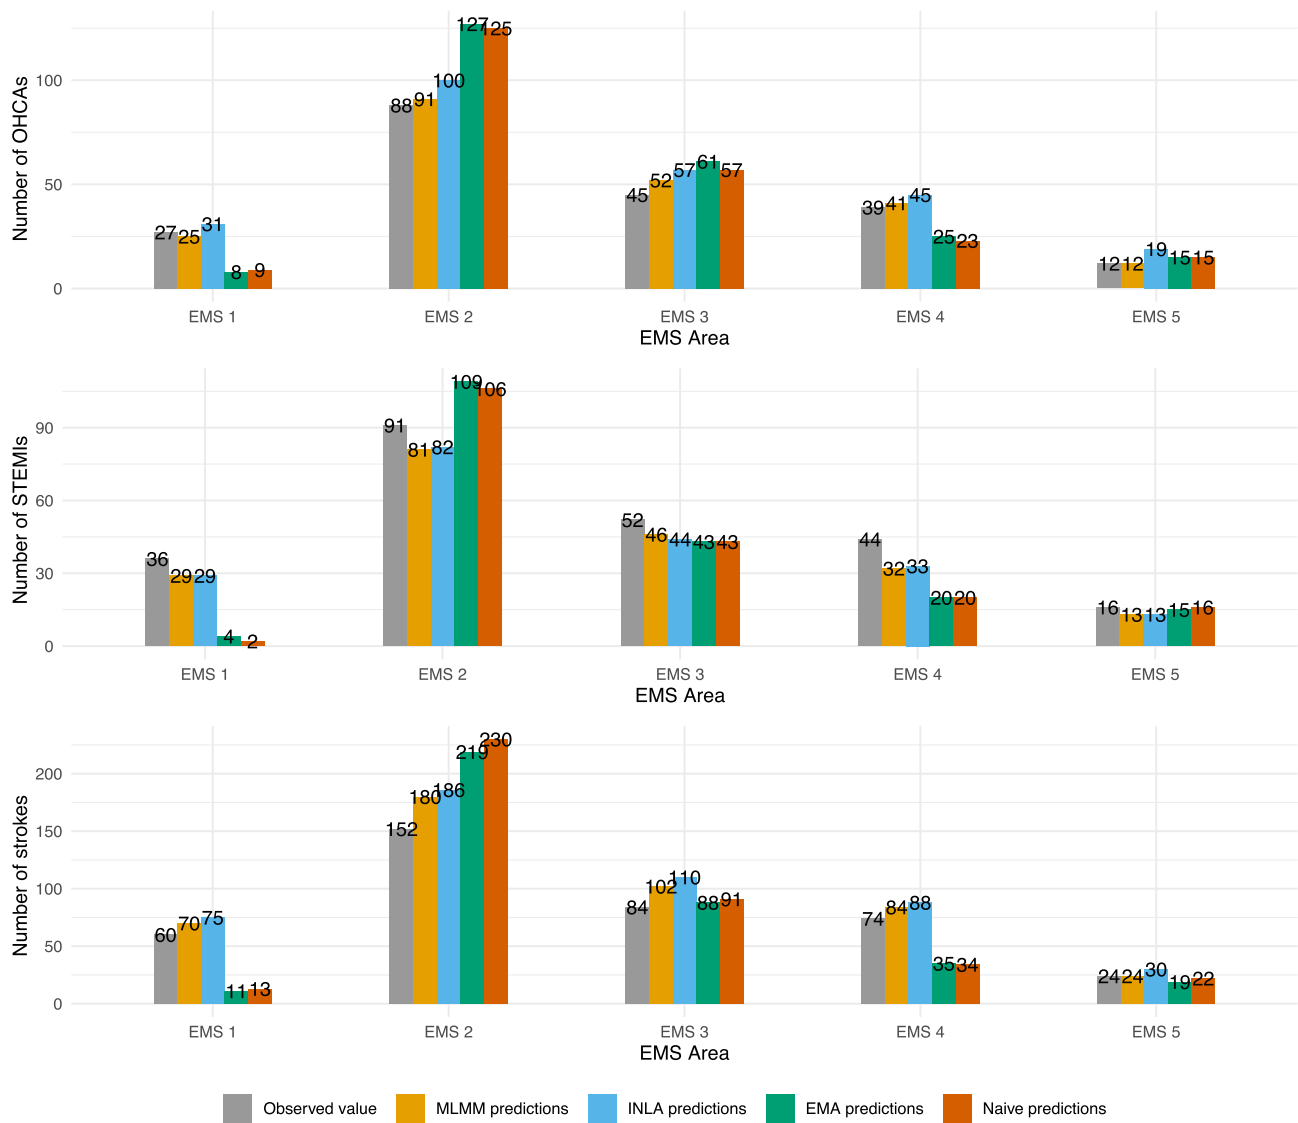 Number of OHCAs
100
50
0
27 25 31 8 9
88 91 100 127 125
45 52 57 61 57
39 41 45 25 23
12 12 19 15 15
EMS 1 EMS 2 EMS 3 EMS 4 EMS 5
EMS Area
Number of STEMIs
90
60
30
0
36 29 29 4 2
91 81 82 109 106
52 46 44 43 43
44 32 33 20 20
16 13 13 15 16
EMS 1 EMS 2 EMS 3 EMS 4 EMS 5
EMS Area
Number of strokes
200
150
100
50
0
60 70 75 11 13
152 180 186 219 230
84 102 110 88 91
74 84 88 35 34
24 24 30 19 22
EMS 1 EMS 2 EMS 3 EMS 4 EMS 5
EMS Area
Observed value MLMM predictions INLA predictions EMA predictions Naive predictions